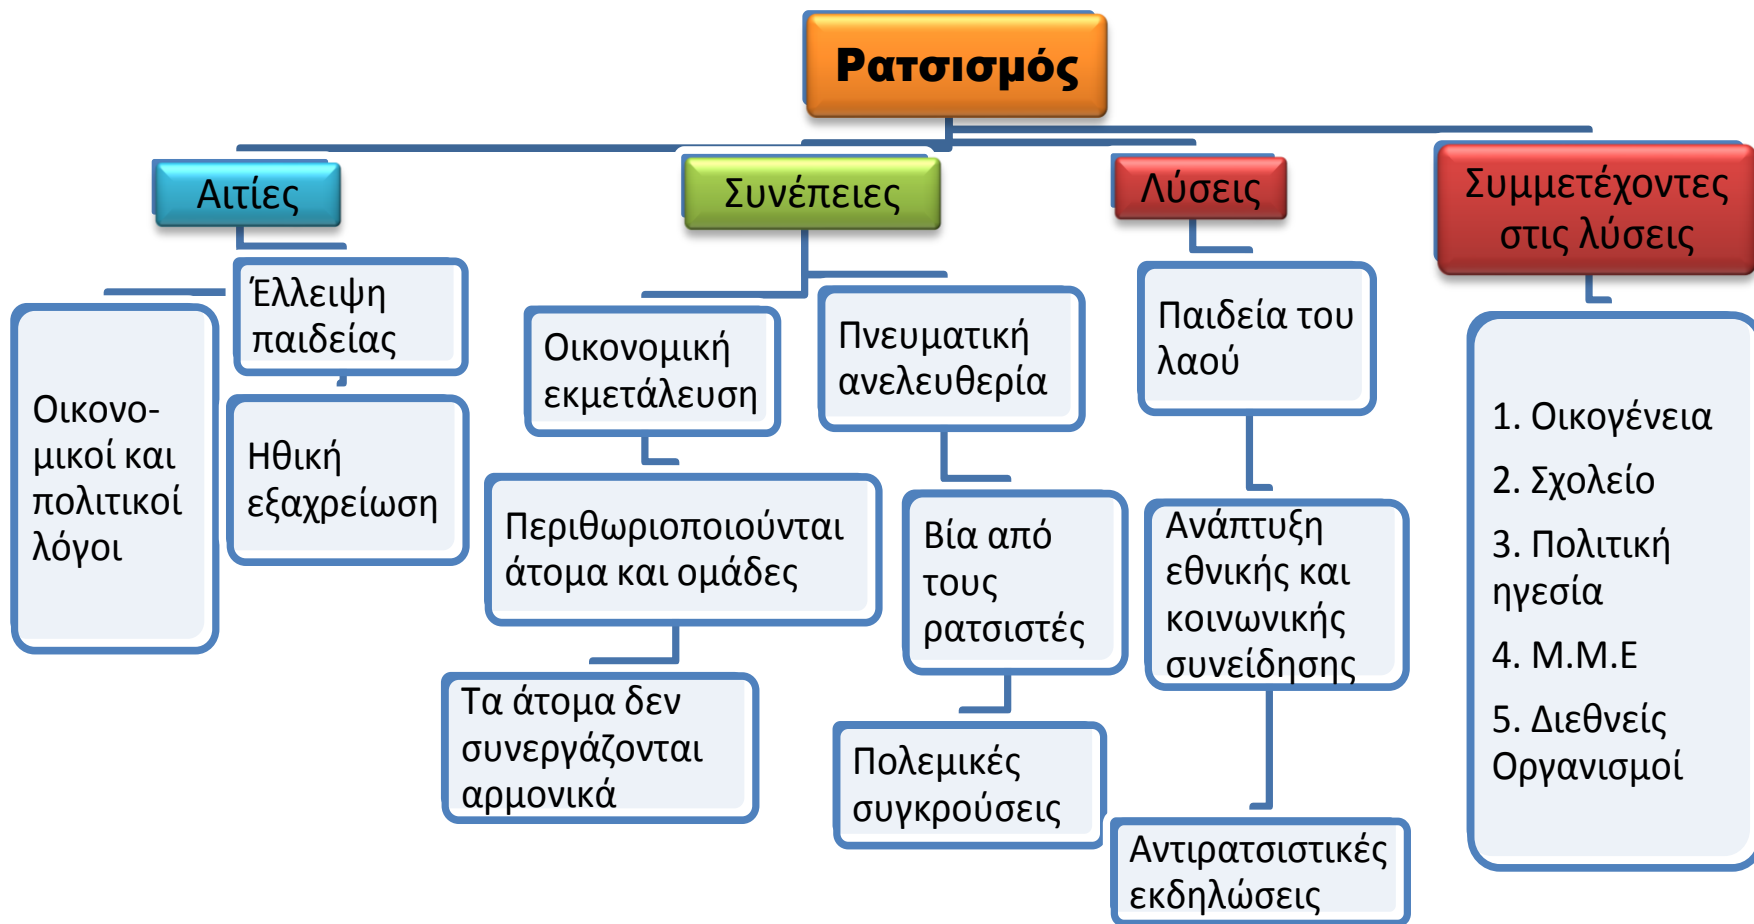 Ρατσισμός
Αιτίες
Έλλειψη
παιδείας
Οικονο-
μικοί και
πολιτικοί
λόγοι
Ηθική
εξαχρείωση
Συνέπειες
Οικονομική
εκμετάλευση
Περιθωριοποιούνται
άτομα και ομάδες
Τα άτομα δεν
συνεργάζονται
αρμονικά
Πνευματική
ανελευθερία
Βία από
τους
ρατσιστές
Πολεμικές
συγκρούσεις
Λύσεις
Παιδεία του
λαού
Ανάπτυξη
εθνικής και
κοινωνικής
συνείδησης
Αντιρατσιστικές
εκδηλώσεις
Συμμετέχοντες
στις λύσεις
1. Οικογένεια
2. Σχολείο
3. Πολιτική
ηγεσία
4. Μ.Μ.Ε
5. Διεθνείς
Οργανισμοί